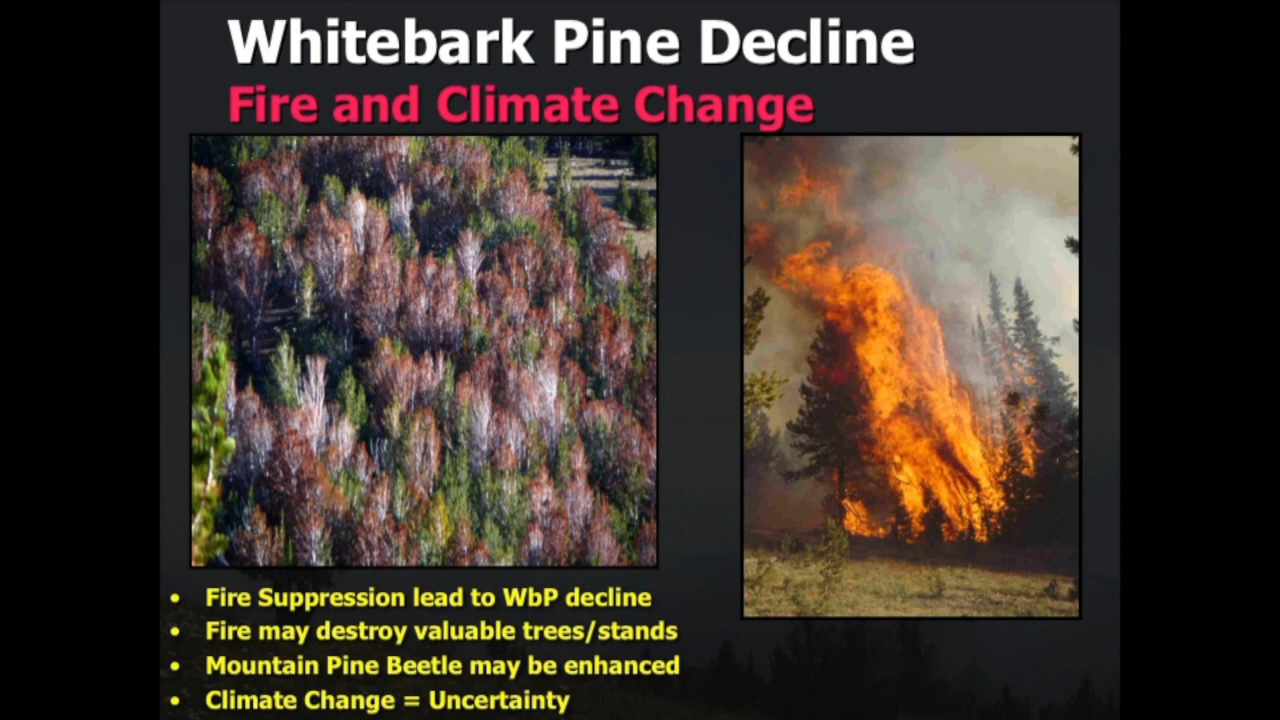 Whitebark Pine Decline
Fire and Climate Change
• Fire Suppression lead to WbP decline
• Fire may destroy valuable trees/stands
• Mountain Pine Beetle may be enhanced
• Climate Change = Uncertainty